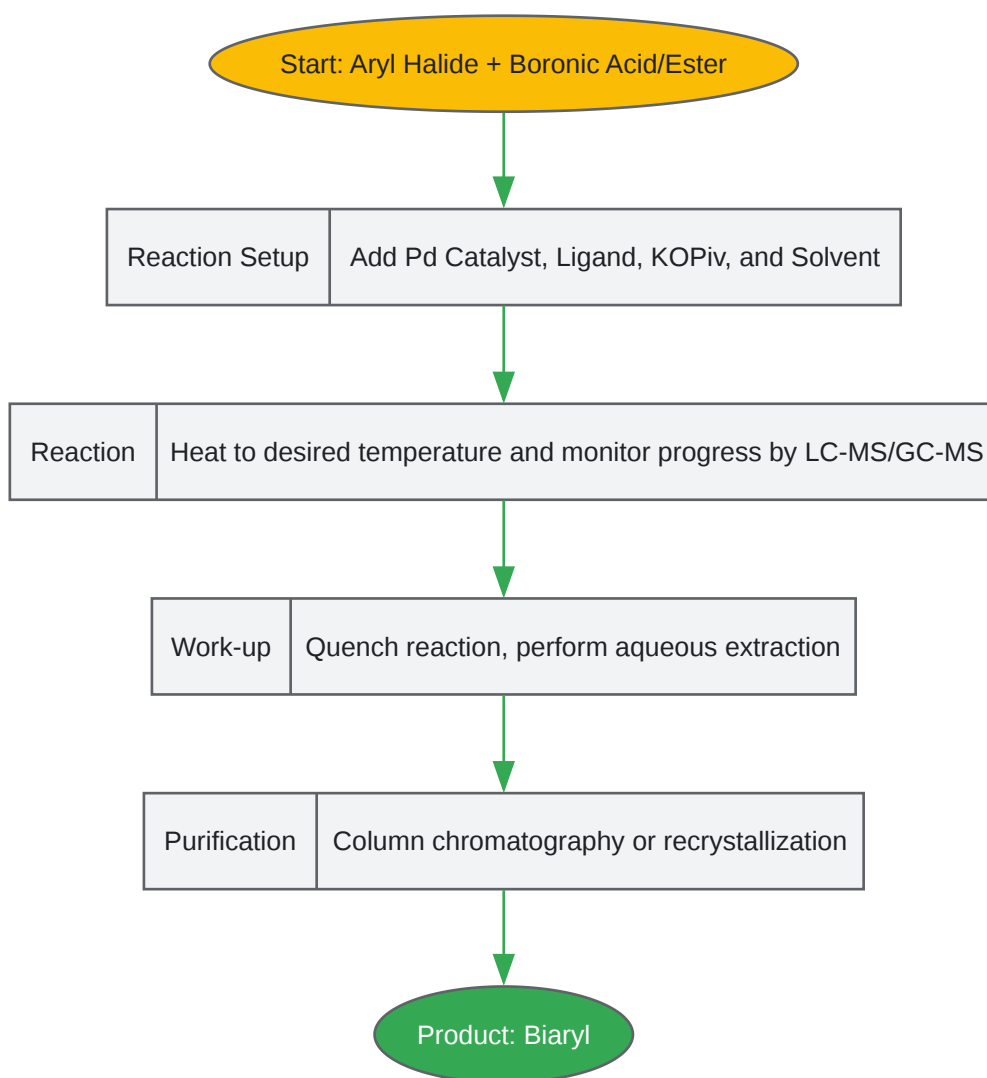 Start: Aryl Halide + Boronic Acid/Ester
Reaction Setup
Add Pd Catalyst, Ligand, KOPiv, and Solvent
Reaction
Heat to desired temperature and monitor progress by LC-MS/GC-MS
Work-up
Quench reaction, perform aqueous extraction
Purification
Column chromatography or recrystallization
Product: Biaryl